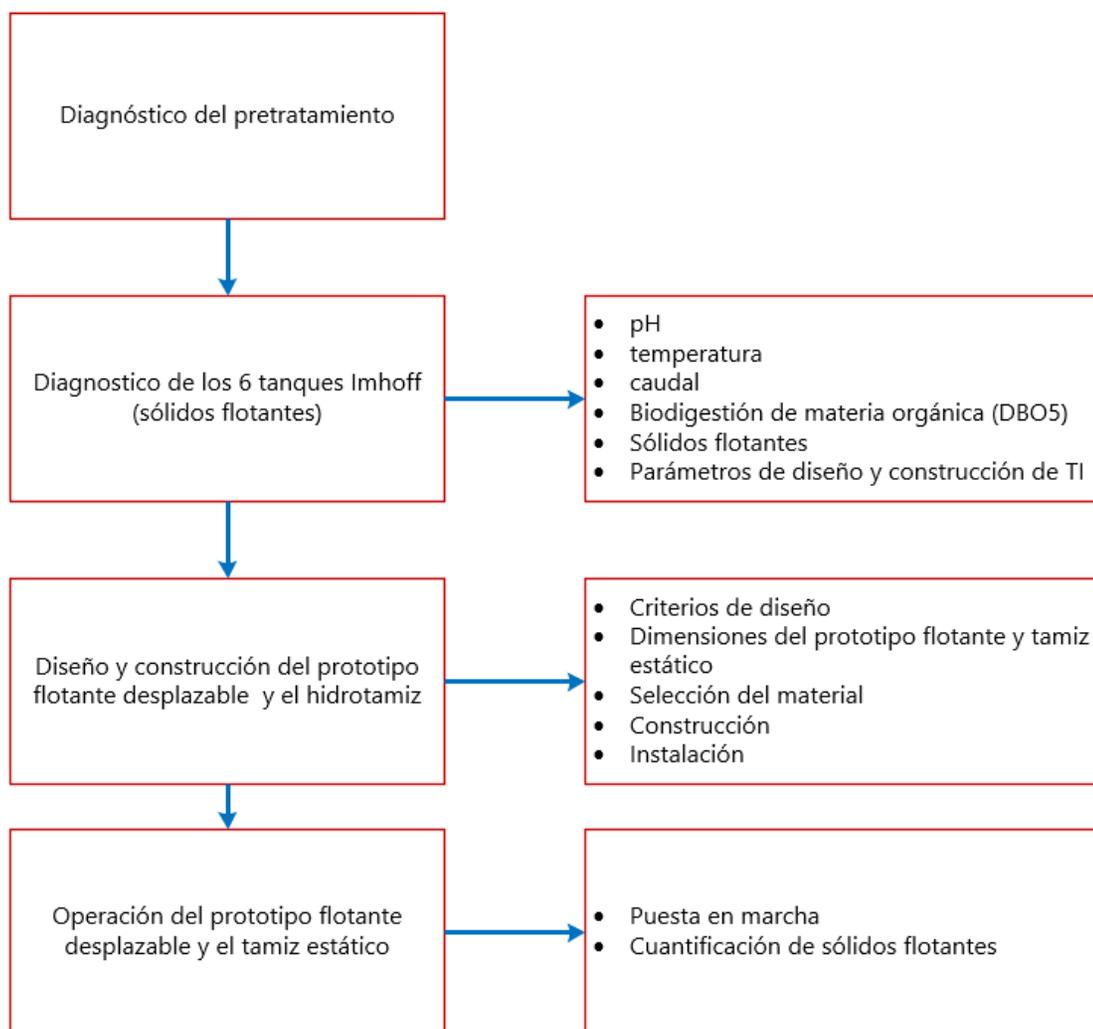 Diagnóstico del pretratamiento
Diagnostico de los 6 tanques Imhoff
(sólidos flotantes)
• pH
• temperatura
• caudal
• Biodigestión de materia orgánica (DBO5)
• Sólidos flotantes
• Parámetros de diseño y construcción de TI
Diseño y construcción del prototipo
flotante desplazable y el hidrotamiz
• Criterios de diseño
• Dimensiones del prototipo flotante y tamiz
estático
• Selección del material
• Construcción
• Instalación
Operación del prototipo flotante
desplazable y el tamiz estático
• Puesta en marcha
• Cuantificación de sólidos flotantes